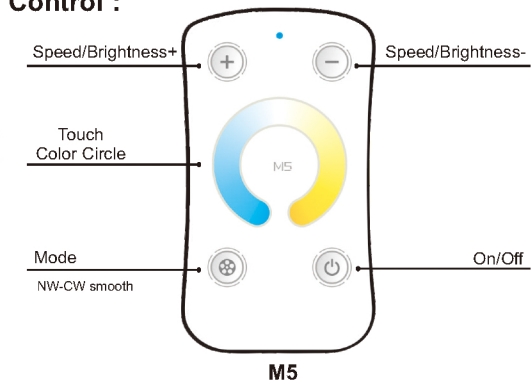 Control :
Speed/Brightness+
Speed/Brightness-
Touch
Color Circle
M5
Mode
NW-CW smooth
On/Off
M5